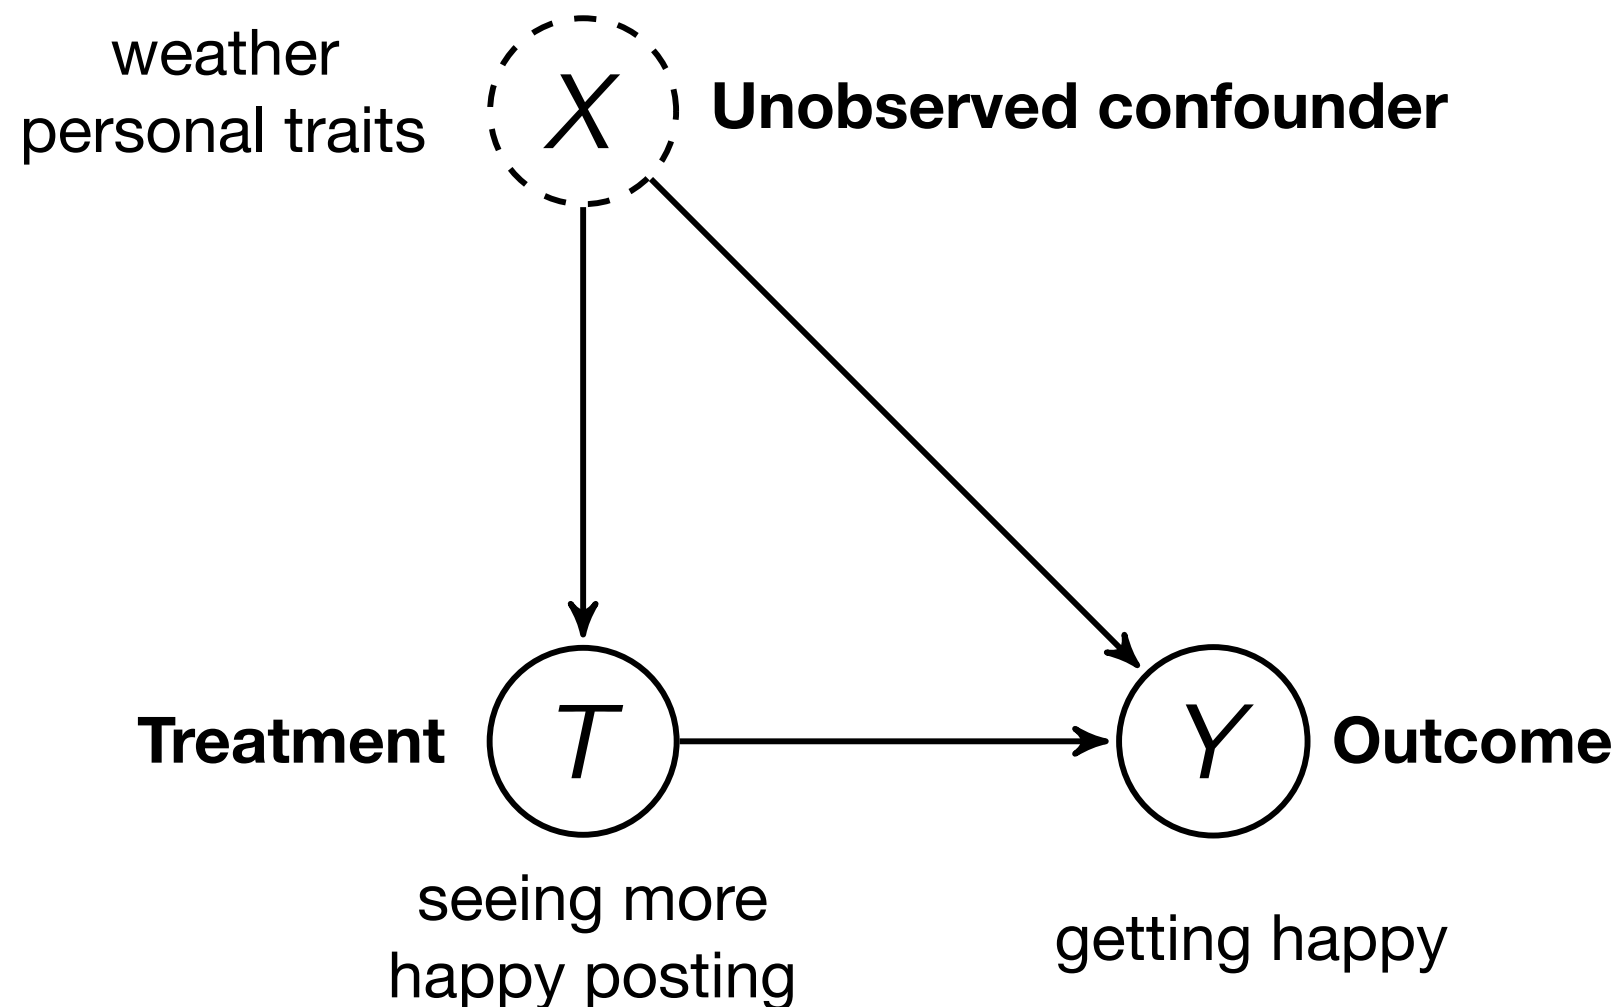 weather
personal traits
X
Unobserved confounder
Treatment
T
Y
Outcome
seeing more
happy posting
getting happy